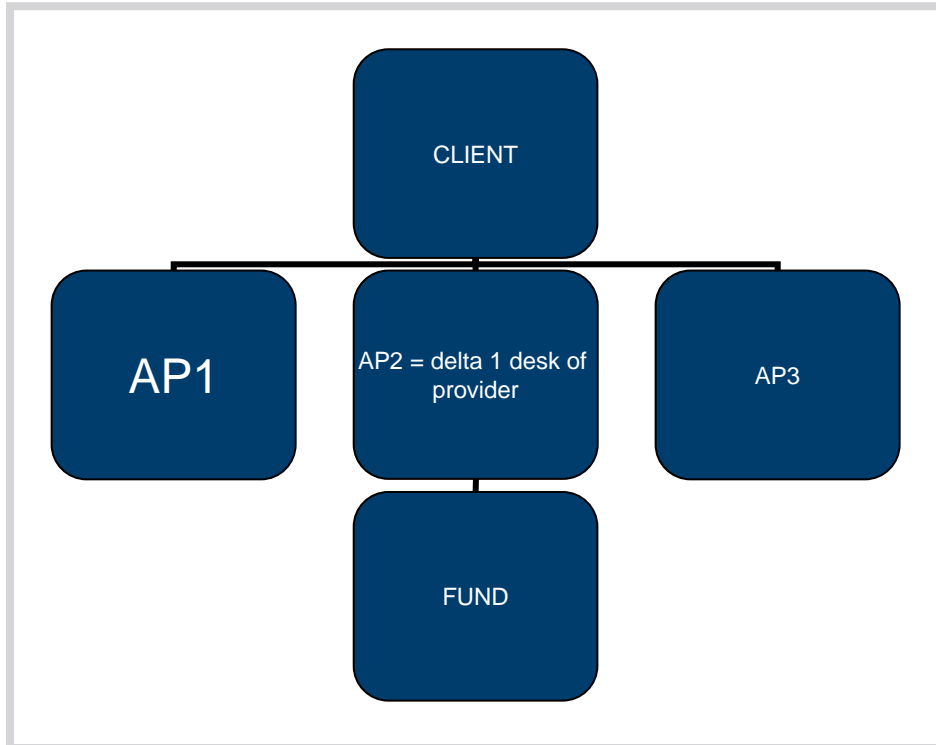 CLIENT
AP1
AP2 = delta 1 desk of
provider
AP3
FUND